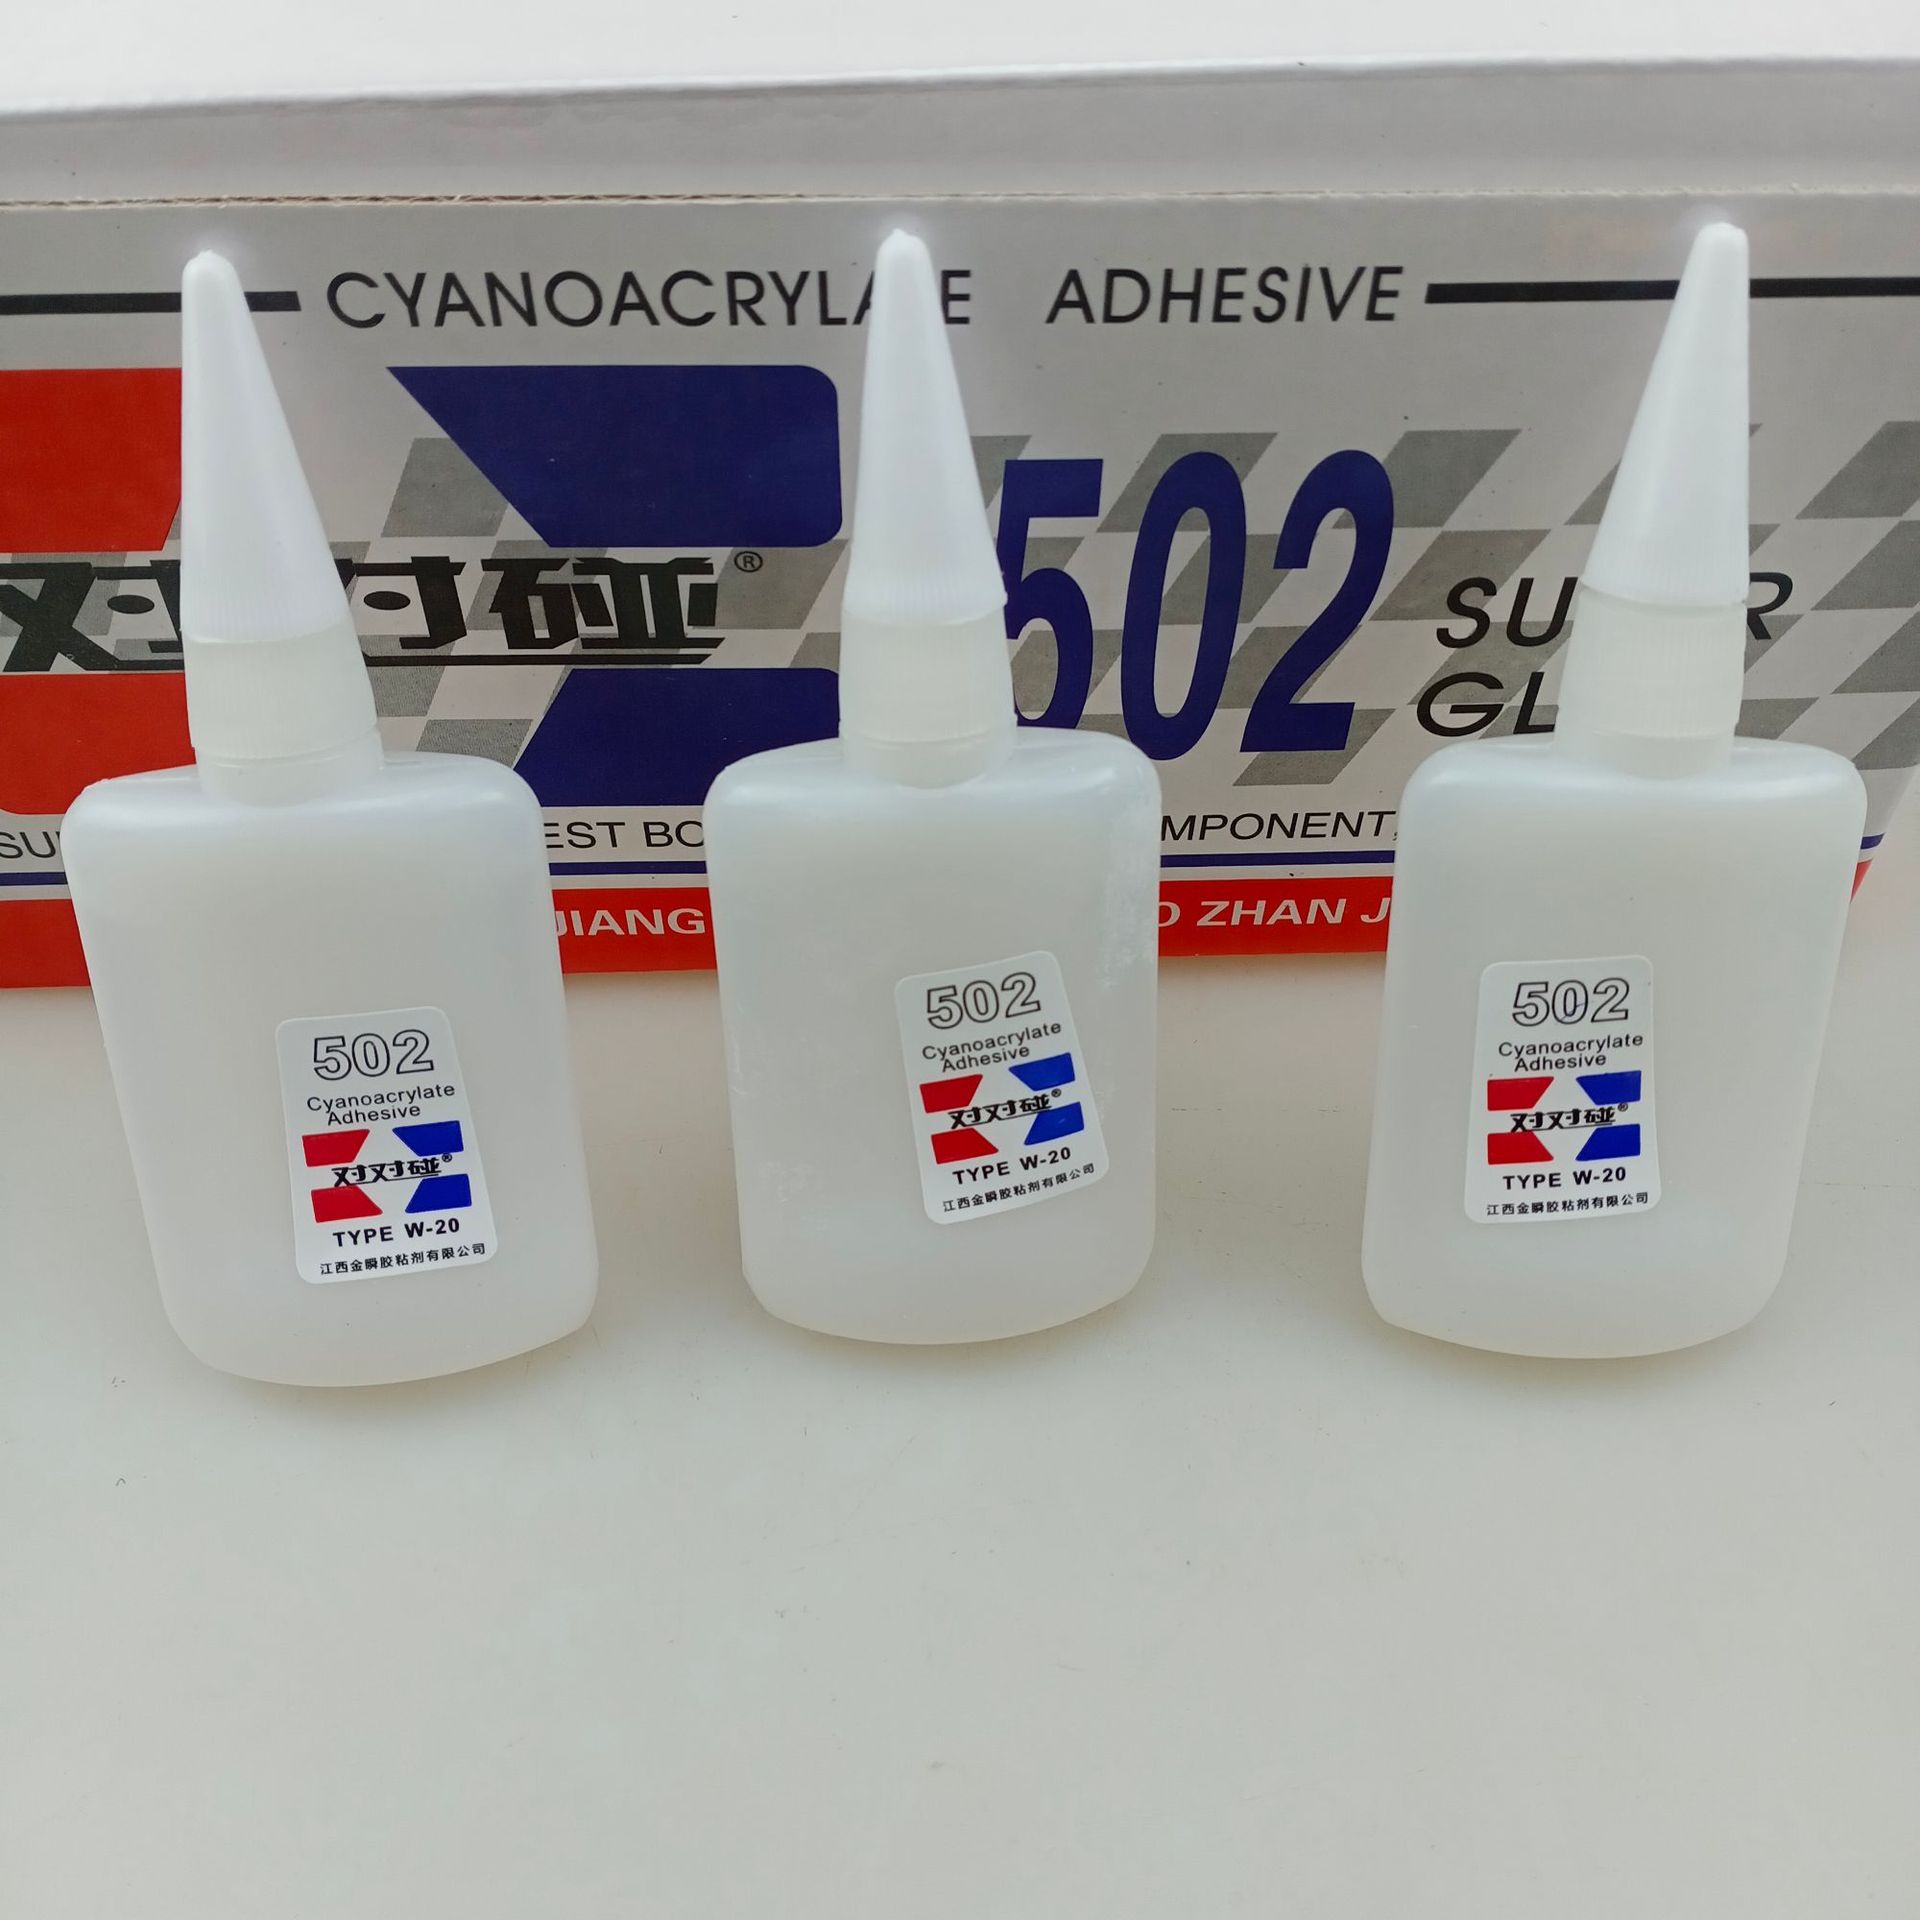 CYANOACRYLATE ADHESIVE
对对碰®
502
SUPER
GLUE
EST BO
MPONENT,
JIANG
O ZHAN J
502
Cyanoacrylate
Adhesive
对对碰®
TYPE W-20
江西金瞬胶粘剂有限公司
502
Cyanoacrylate
Adhesive
对对碰®
TYPE W-20
江西金瞬胶粘剂有限公司
502
Cyanoacrylate
Adhesive
对对碰®
TYPE W-20
江西金瞬胶粘剂有限公司